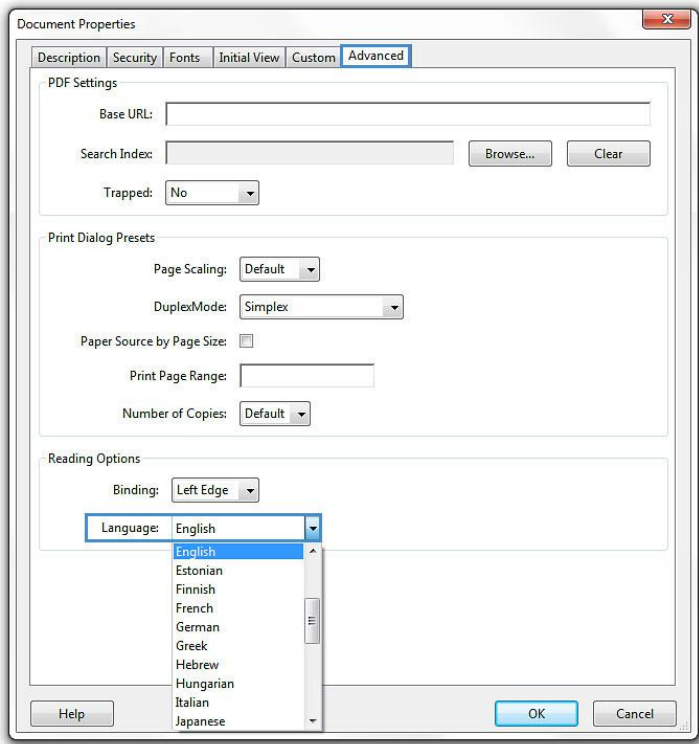 Document Properties
Description Security Fonts Initial View Custom Advanced
PDF Settings
Base URL:
Search Index: Browse... Clear
Trapped: No
Print Dialog Presets
Page Scaling: Default
DuplexMode: Simplex
Paper Source by Page Size:
Print Page Range:
Number of Copies: Default
Reading Options
Binding: Left Edge
Language: English
English
Estonian
Finnish
French
German
Greek
Hebrew
Hungarian
Italian
Japanese
Help OK Cancel